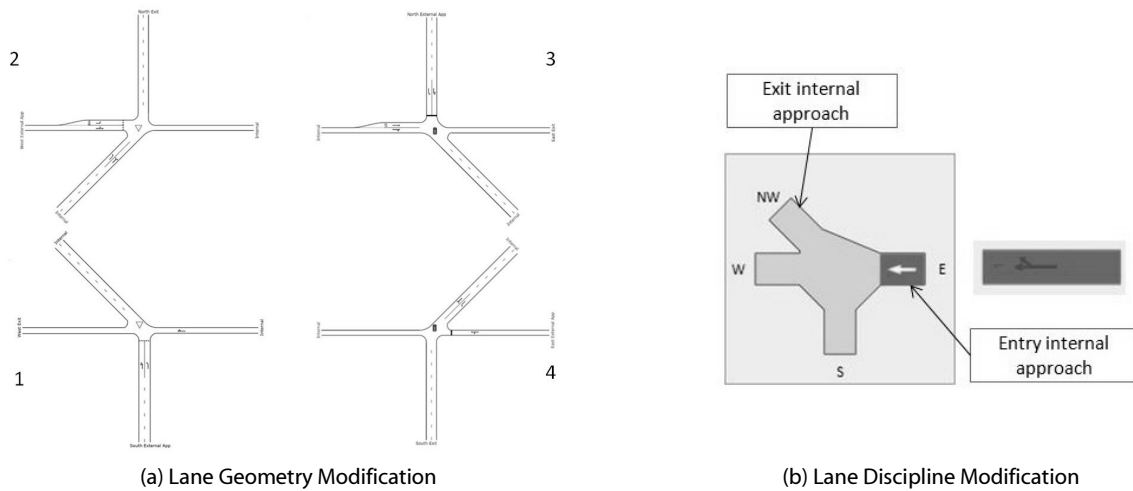 North Exit
2
West External App
Internal
Internal
North External App
3
Internal
East Exit
Internal
Internal
West Exit
Internal
1
South External App
Internal
Internal
East External App
4
South Exit
(a) Lane Geometry Modification
Exit internal
approach
NW
W
E
S
Entry internal
approach
(b) Lane Discipline Modification